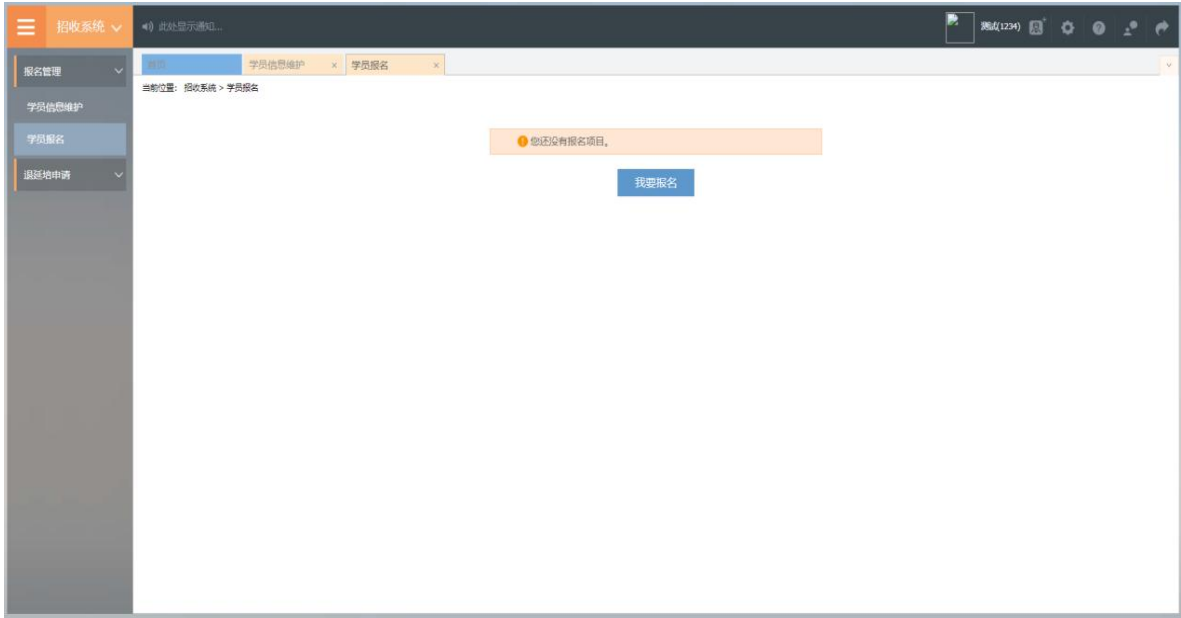 招收系统
此处显示通知...
测试(1234)
报名管理
首页
学员信息维护
学员报名
当前位置： 招收系统 > 学员报名
学员信息维护
学员报名
退延培申请
您还没有报名项目。
我要报名